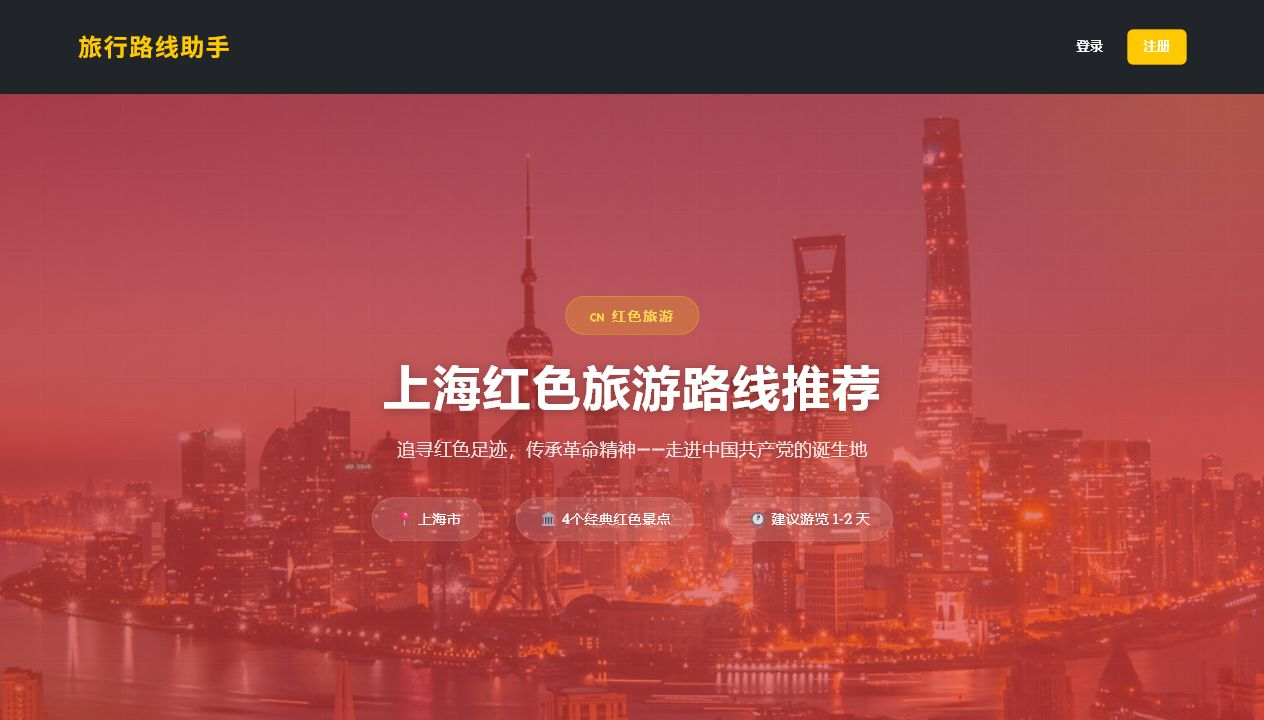 旅行路线助手
登录
注册
CN 红色旅游
上海红色旅游路线推荐
追寻红色足迹，传承革命精神——走进中国共产党的诞生地
📍 上海市
🏛️ 4个经典红色景点
🕐 建议游览 1-2 天